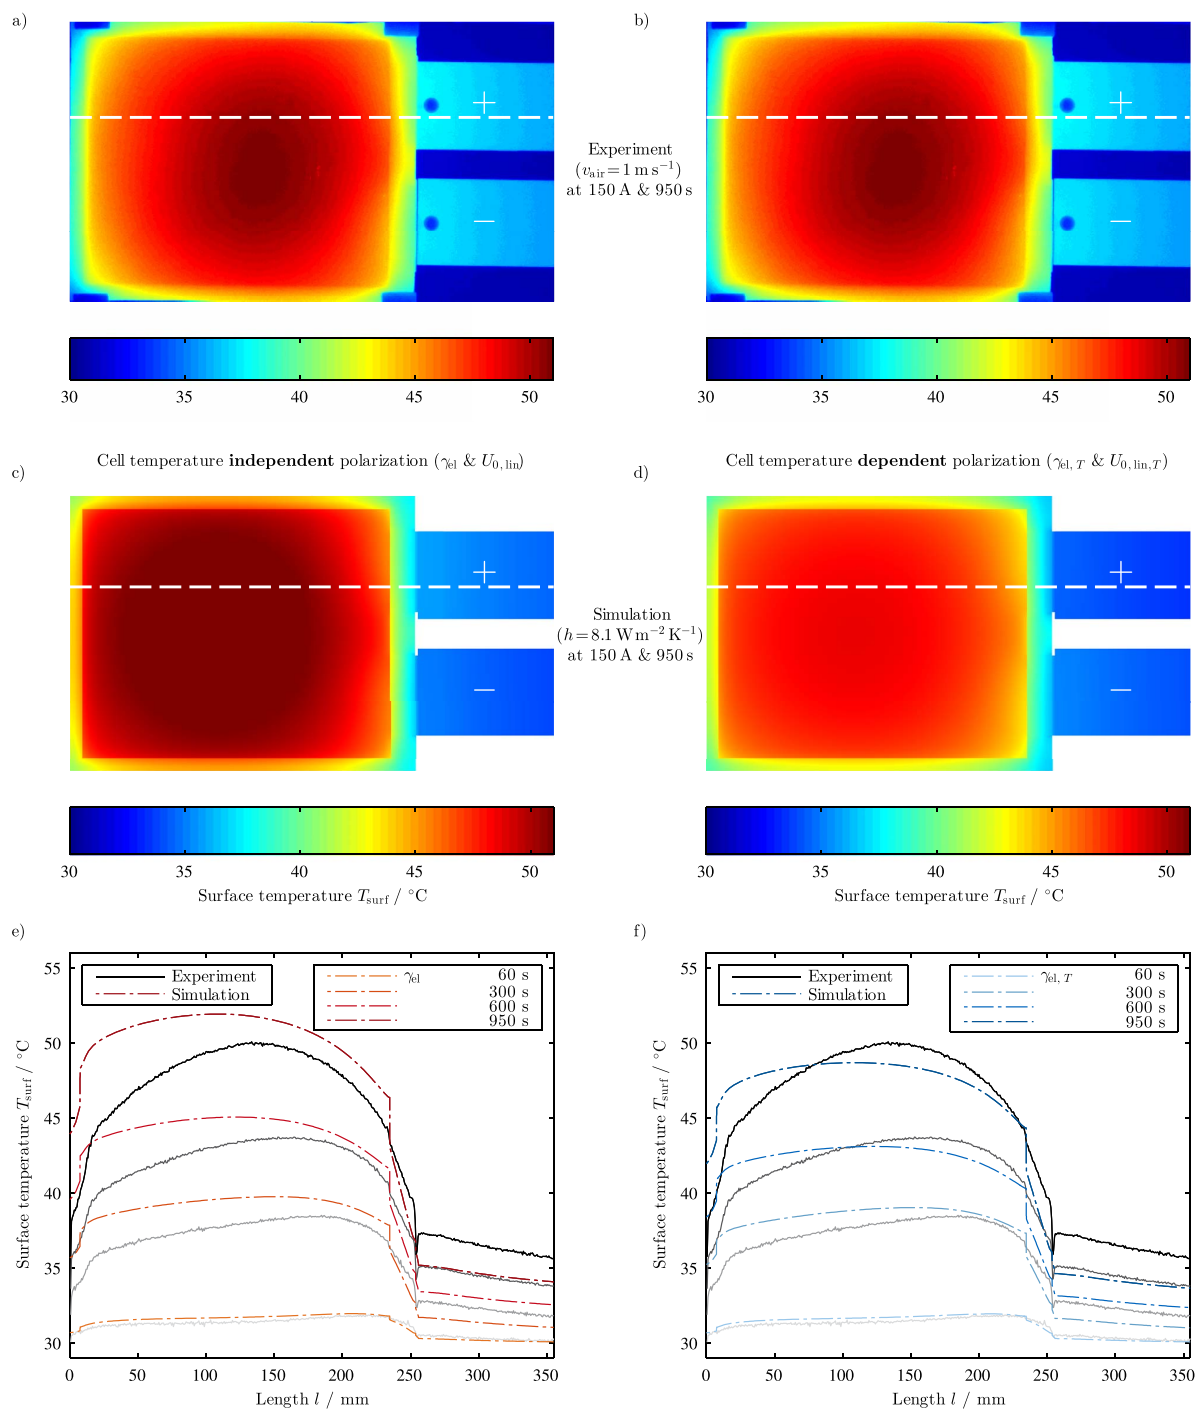 a)
b)
+
+
Experiment
(v_air = 1 m s⁻¹)
at 150 A & 950 s
−
−
30 35 40 45 50
30 35 40 45 50
Cell temperature independent polarization (γ_el & U_0, lin)
Cell temperature dependent polarization (γ_el, T & U_0, lin, T)
c)
d)
+
+
Simulation
(h = 8.1 W m⁻² K⁻¹)
at 150 A & 950 s
−
−
30 35 40 45 50
30 35 40 45 50
Surface temperature T_surf / °C
Surface temperature T_surf / °C
e)
55
50
45
40
35
30
Surface temperature T_surf / °C
Experiment
Simulation
γ_el 60 s
300 s
600 s
950 s
0 50 100 150 200 250 300 350
Length l / mm
f)
55
50
45
40
35
30
Surface temperature T_surf / °C
Experiment
Simulation
γ_el, T 60 s
300 s
600 s
950 s
0 50 100 150 200 250 300 350
Length l / mm